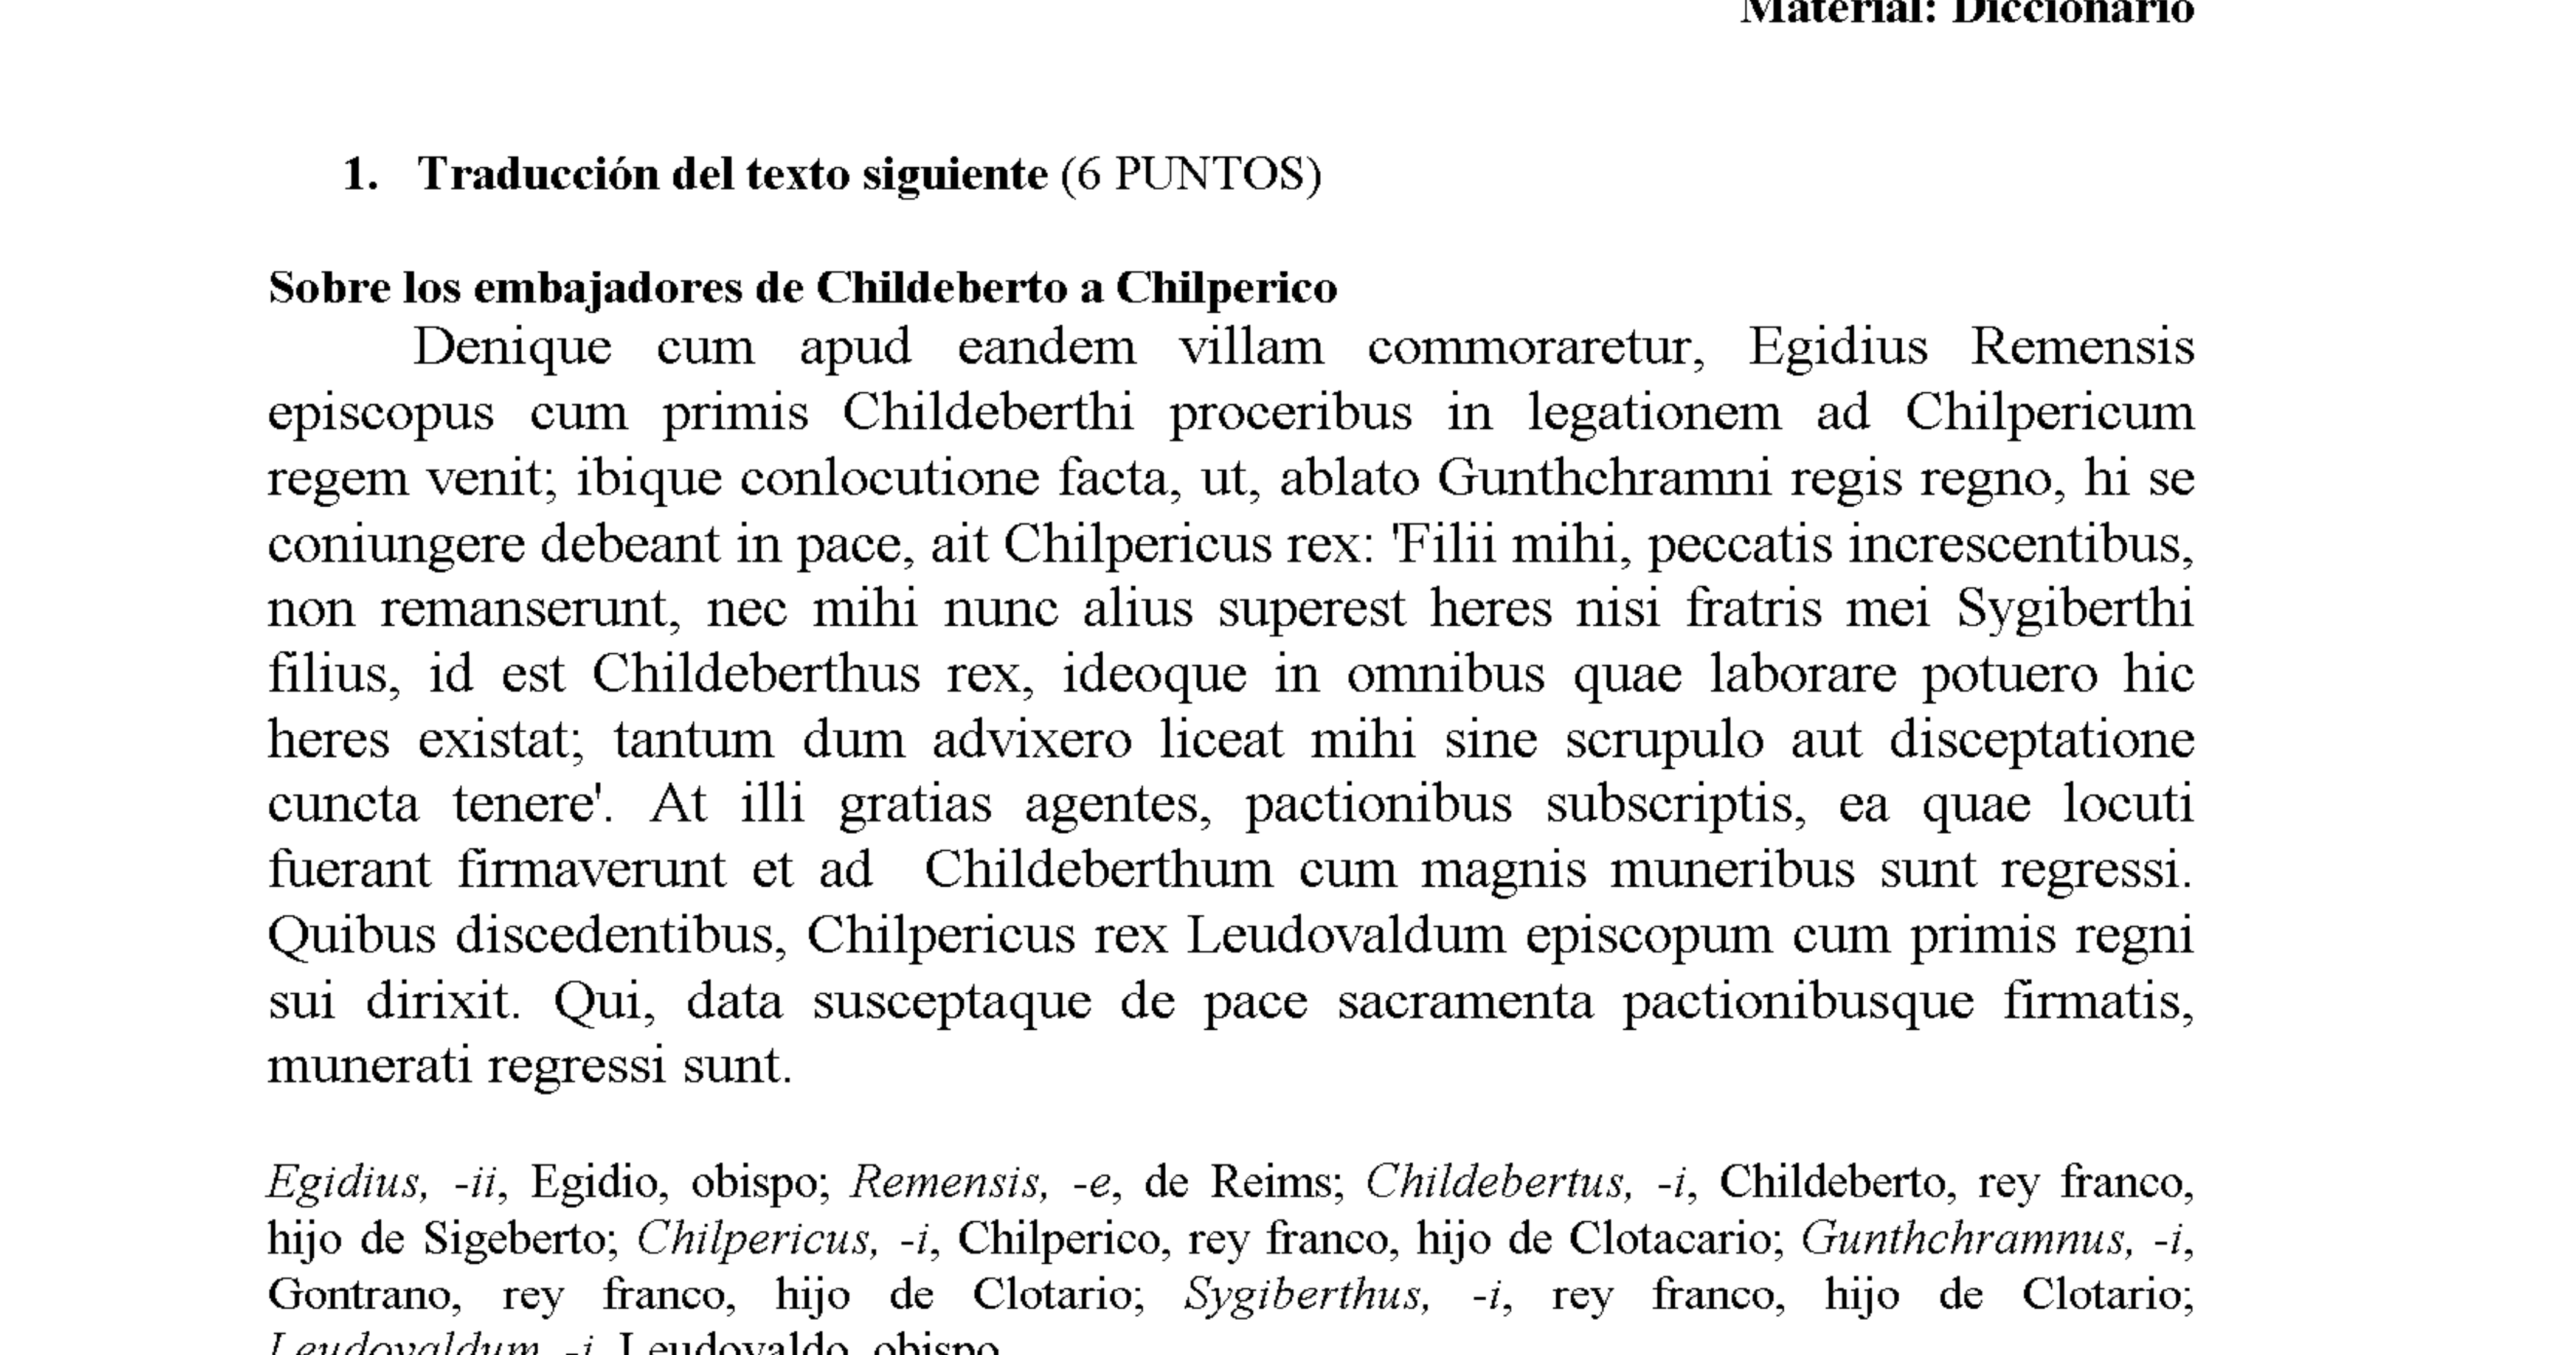 Material: Diccionario
1. Traducción del texto siguiente (6 PUNTOS)
Sobre los embajadores de Childeberto a Chilperico
Denique cum apud eandem villam commoraretur, Egidius Remensis
episcopus cum primis Childeberthi proceribus in legationem ad Chilpericum
regem venit; ibique conlocutione facta, ut, ablato Gunthchramni regis regno, hi se
coniungere debeant in pace, ait Chilpericus rex: 'Filii mihi, peccatis increscentibus,
non remanserunt, nec mihi nunc alius superest heres nisi fratris mei Sygiberthi
filius, id est Childeberthus rex, ideoque in omnibus quae laborare potuero hic
heres existat; tantum dum advixero liceat mihi sine scrupulo aut disceptatione
cuncta tenere'. At illi gratias agentes, pactionibus subscriptis, ea quae locuti
fuerant firmaverunt et ad Childeberthum cum magnis muneribus sunt regressi.
Quibus discedentibus, Chilpericus rex Leudovaldum episcopum cum primis regni
sui dirixit. Qui, data susceptaque de pace sacramenta pactionibusque firmatis,
munerati regressi sunt.
Egidius, -ii, Egidio, obispo; Remensis, -e, de Reims; Childebertus, -i, Childeberto, rey franco,
hijo de Sigeberto; Chilpericus, -i, Chilperico, rey franco, hijo de Clotacario; Gunthchramnus, -i,
Gontrano, rey franco, hijo de Clotario; Sygiberthus, -i, rey franco, hijo de Clotario;
Leudovaldum, -i, Leudovaldo, obispo